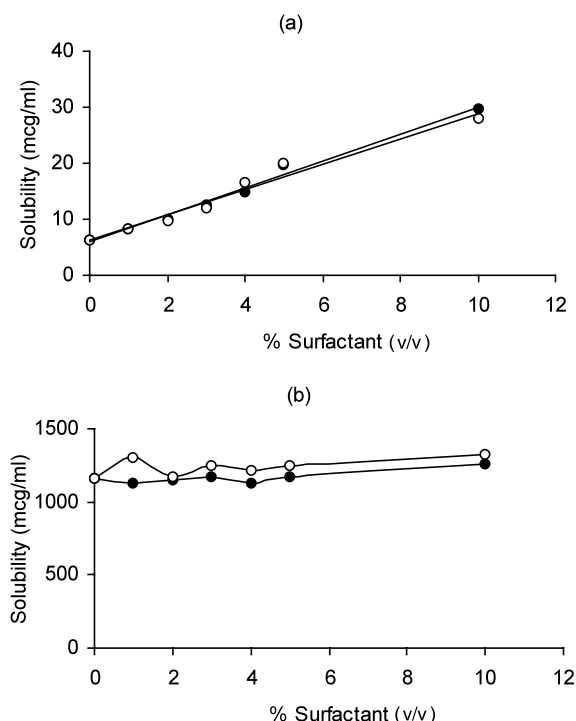 (a)
40
30
20
10
0
Solubility (mcg/ml)
0 2 4 6 8 10 12
% Surfactant (v/v)
(b)
1500
1000
500
0
Solubility (mcg/ml)
0 2 4 6 8 10 12
% Surfactant (v/v)